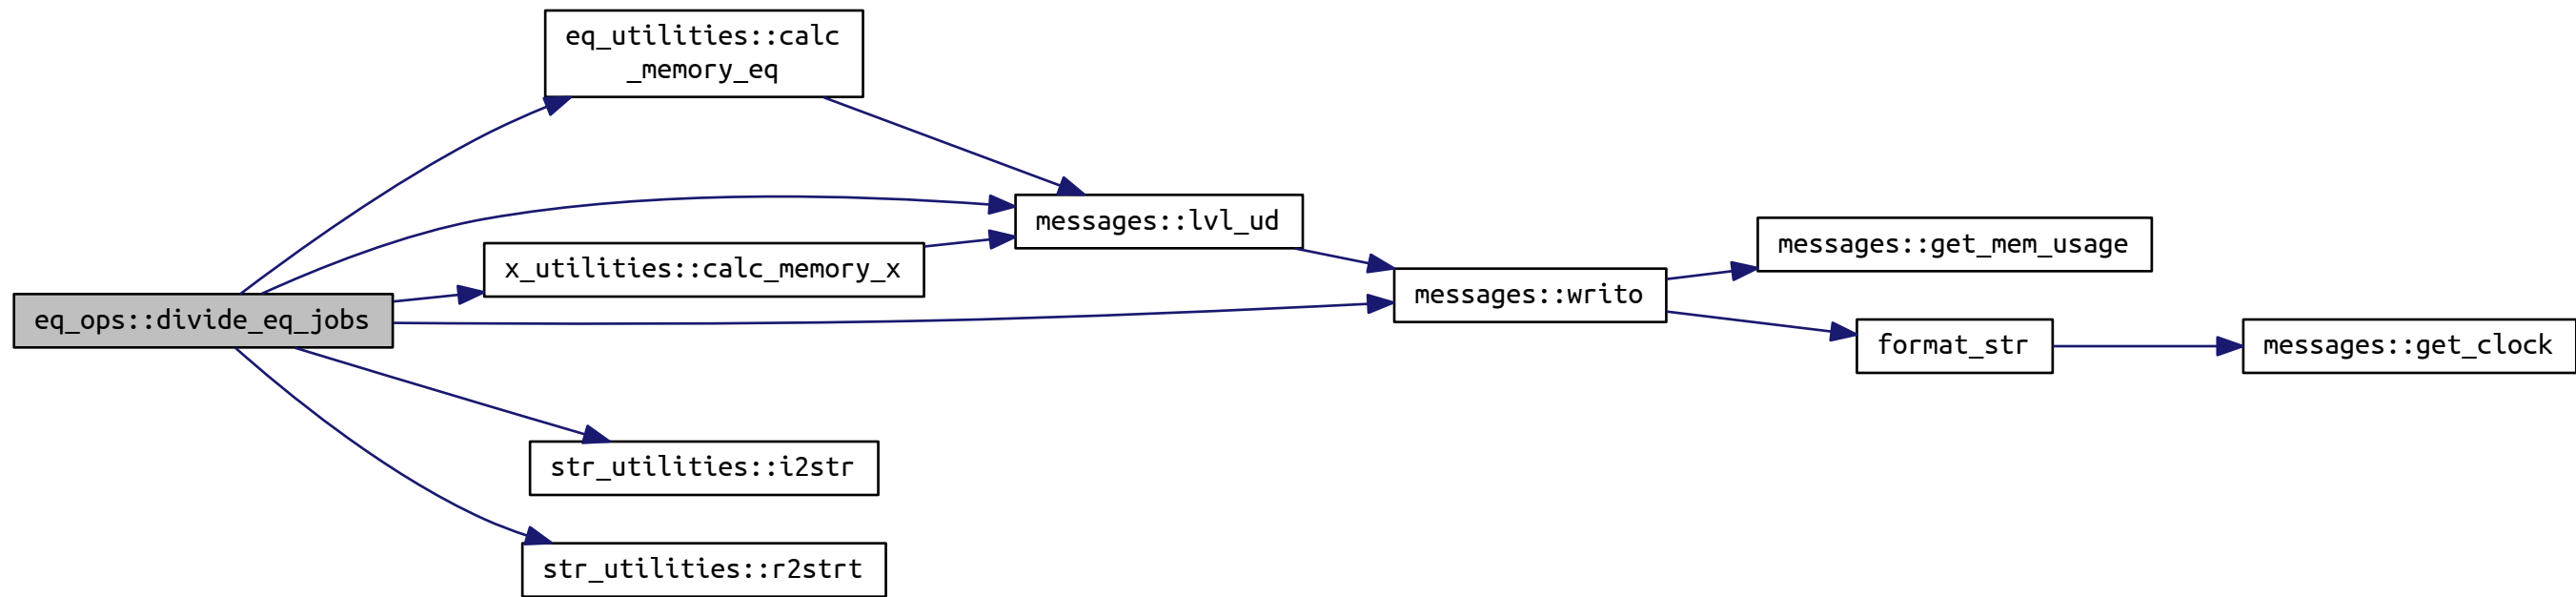 eq_utilities::calc
_memory_eq
messages::lvl_ud
messages::get_mem_usage
x_utilities::calc_memory_x
messages::writo
eq_ops::divide_eq_jobs
format_str
messages::get_clock
str_utilities::i2str
str_utilities::r2strt